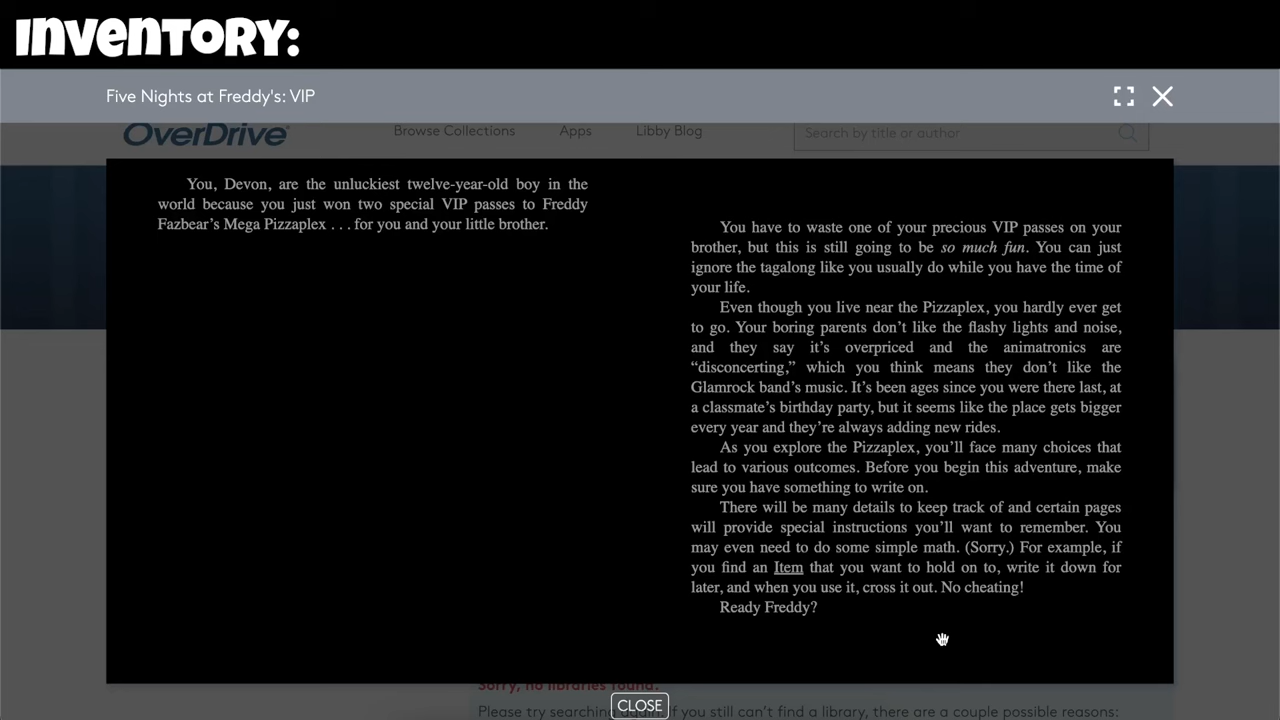 INVENTORY:
Five Nights at Freddy's: VIP
OverDrive
Browse Collections
Apps
Libby Blog
Search by title or author
You, Devon, are the unluckiest twelve-year-old boy in the
world because you just won two special VIP passes to Freddy
Fazbear’s Mega Pizzaplex . . . for you and your little brother.
You have to waste one of your precious VIP passes on your
brother, but this is still going to be so much fun. You can just
ignore the tagalong like you usually do while you have the time of
your life.
Even though you live near the Pizzaplex, you hardly ever get
to go. Your boring parents don’t like the flashy lights and noise,
and they say it’s overpriced and the animatronics are
“disconcerting,” which you think means they don’t like the
Glamrock band’s music. It’s been ages since you were there last, at
a classmate’s birthday party, but it seems like the place gets bigger
every year and they’re always adding new rides.
As you explore the Pizzaplex, you’ll face many choices that
lead to various outcomes. Before you begin this adventure, make
sure you have something to write on.
There will be many details to keep track of and certain pages
will provide special instructions you’ll want to remember. You
may even need to do some simple math. (Sorry.) For example, if
you find an Item that you want to hold on to, write it down for
later, and when you use it, cross it out. No cheating!
Ready Freddy?
Sorry, no libraries found.
CLOSE
Please try searching again. If you still can't find a library, there are a couple possible reasons: